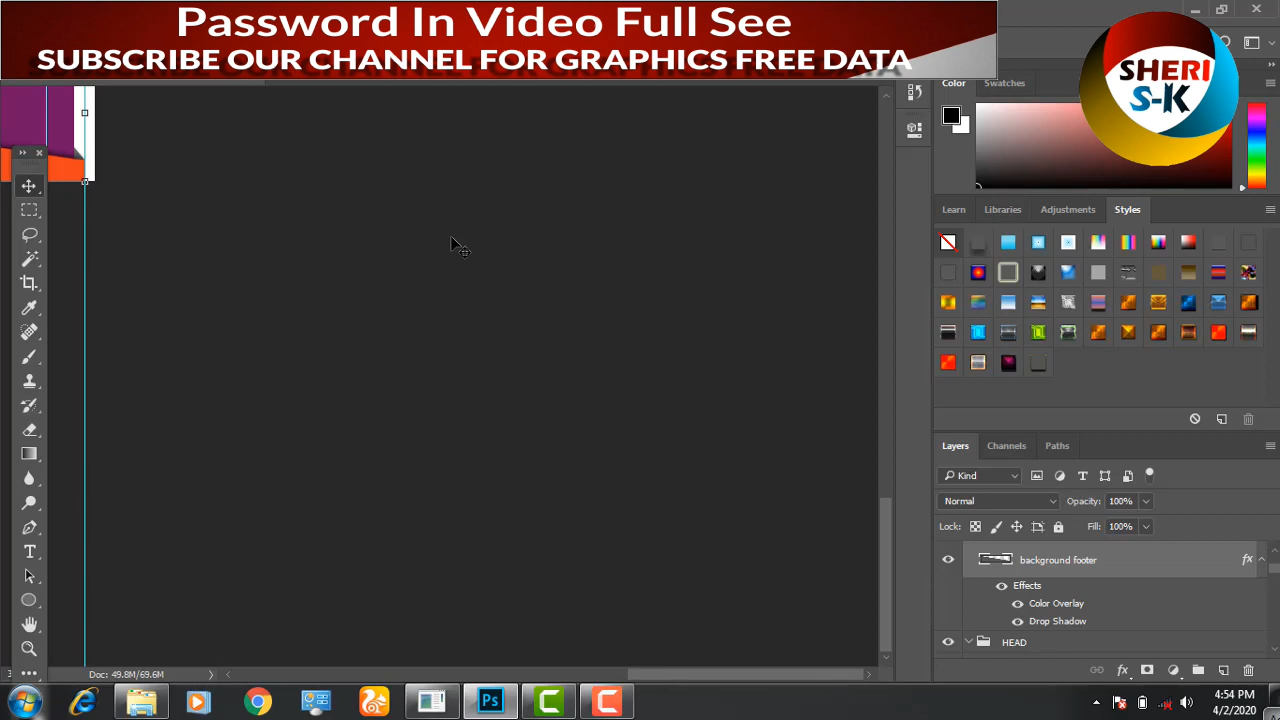 Password In Video Full See
SUBSCRIBE OUR CHANNEL FOR GRAPHICS FREE DATA
SHERI
S-K
Color
Swatches
Learn
Libraries
Adjustments
Styles
Layers
Channels
Paths
Kind
Normal
Opacity: 100%
Lock:
Fill: 100%
background footer
fx
Effects
Color Overlay
Drop Shadow
HEAD
fx
Doc: 49.8M/69.6M
Ps
4:54 PM
4/2/2020